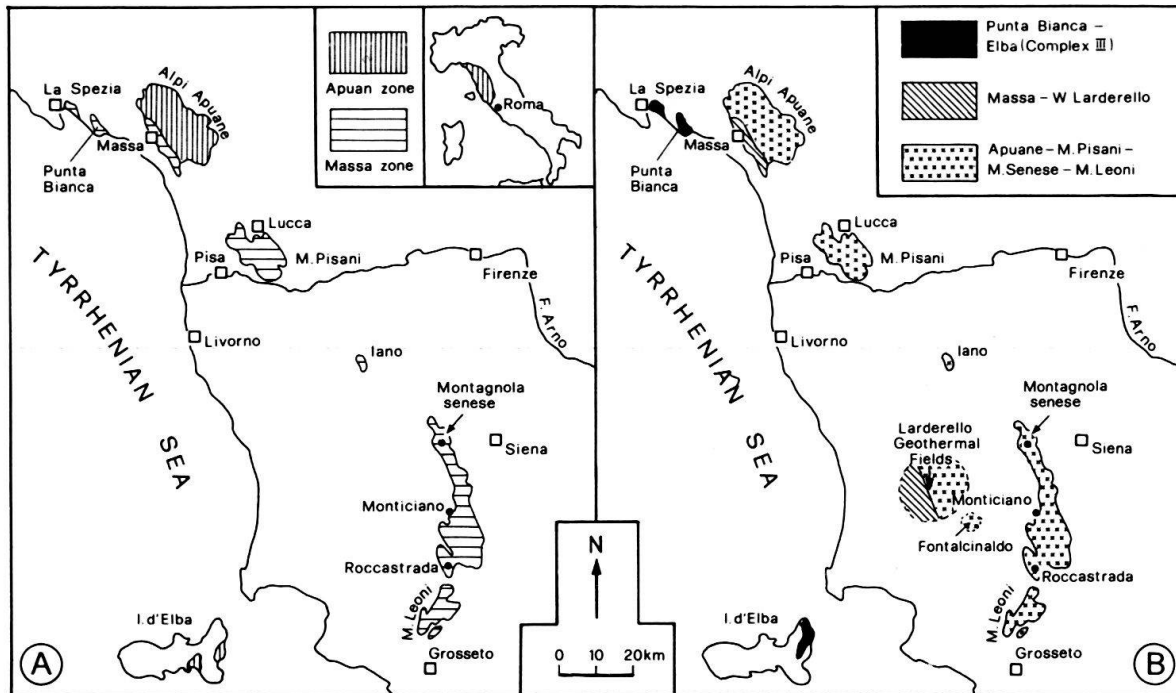 Apuan zone
Massa zone
Roma
La Spezia
Alpi Apuane
Massa
Punta
Bianca
Lucca
M. Pisani
Pisa
Firenze
F. Arno
Livorno
TYRRHENIAN SEA
Iano
Montagnola
senese
Siena
Monticiano
Roccastrada
M. Leoni
I. d'Elba
Grosseto
A
N
0 10 20km
Punta Bianca –
Elba (Complex III)
Massa – W Larderello
Apuane – M. Pisani –
M. Senese – M. Leoni
La Spezia
Alpi Apuane
Massa
Punta
Bianca
Lucca
M. Pisani
Pisa
Firenze
F. Arno
Livorno
TYRRHENIAN SEA
Iano
Montagnola
senese
Larderello
Geothermal
Fields
Siena
Monticiano
Fontalcinaldo
Roccastrada
M. Leoni
I. d'Elba
Grosseto
B